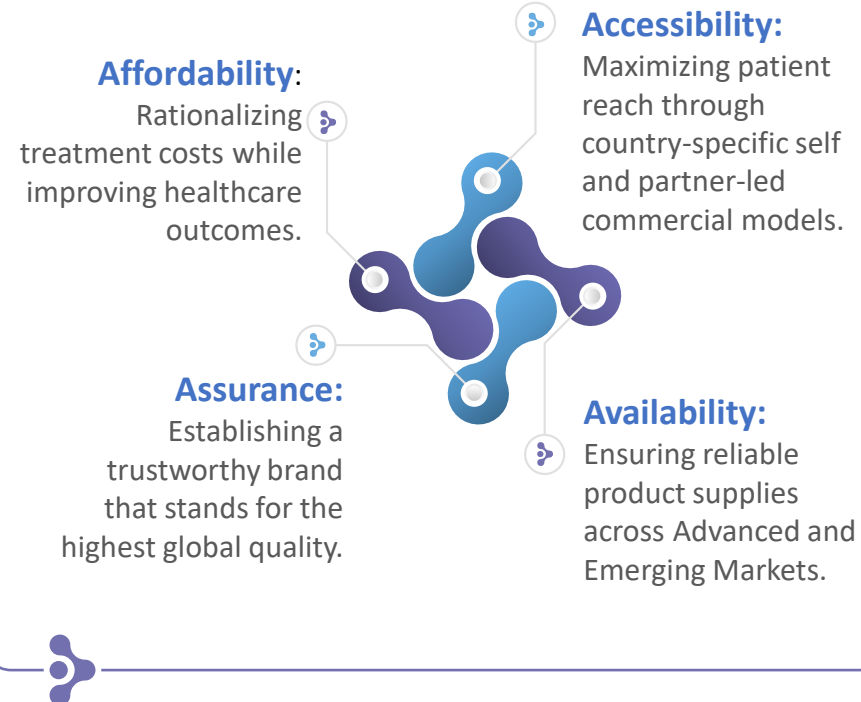 Affordability:
Rationalizing
treatment costs while
improving healthcare
outcomes.
Accessibility:
Maximizing patient
reach through
country-specific self
and partner-led
commercial models.
Assurance:
Establishing a
trustworthy brand
that stands for the
highest global quality.
Availability:
Ensuring reliable
product supplies
across Advanced and
Emerging Markets.